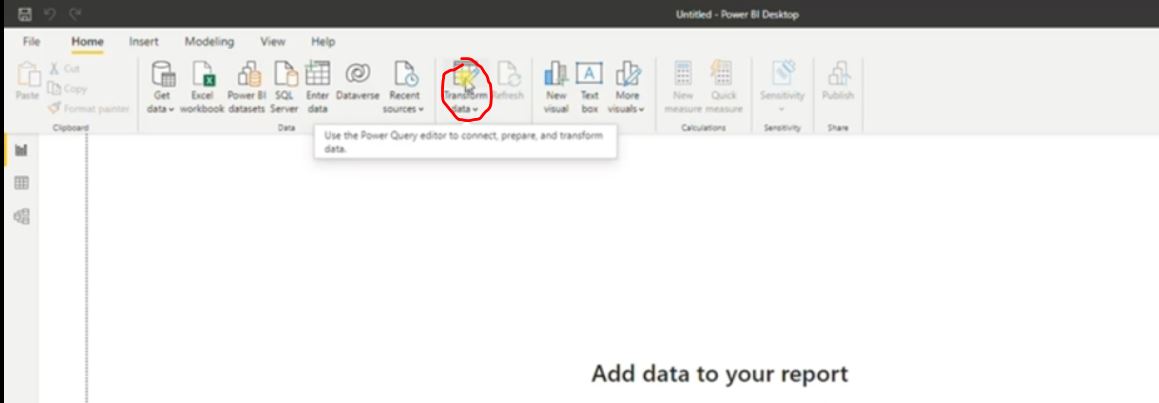 Untitled - Power BI Desktop
File Home Insert Modeling View Help
Paste
Cut
Copy
Format painter
Clipboard
Get data
Excel workbook
Power BI datasets
SQL Server
Enter data
Dataverse
Recent sources
Data
Transform data
Refresh
New visual
Text box
More visuals
New measure
Quick measure
Calculations
Sensitivity
Sensitivity
Publish
Share
Use the Power Query editor to connect, prepare, and transform
data.
Add data to your report